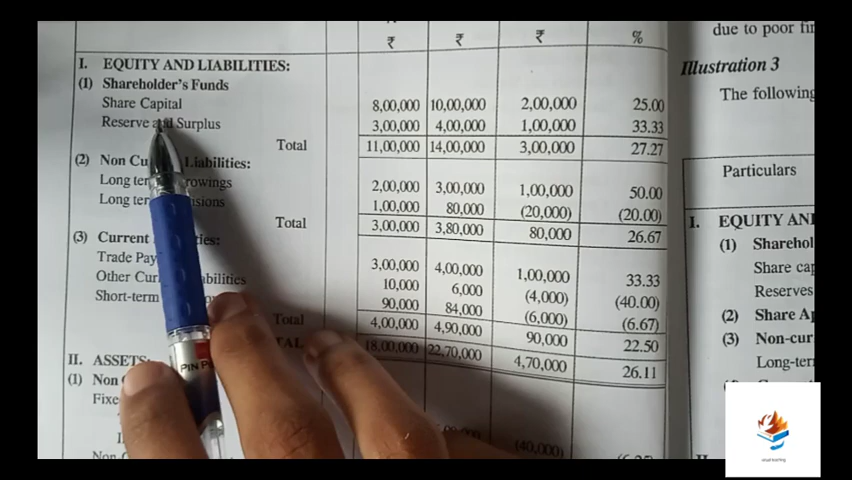 due to poor
₹ ₹ ₹ %
I. EQUITY AND LIABILITIES:
Illustration 3
(1) Shareholder's Funds
The following
Share Capital 8,00,000 10,00,000 2,00,000 25.00
Reserve and Surplus 3,00,000 4,00,000 1,00,000 33.33
Total 11,00,000 14,00,000 3,00,000 27.27
(2) Non Liabilities:
Particulars
Long 2,00,000 3,00,000 1,00,000 50.00
Long 1,00,000 80,000 (20,000) (20.00)
I. EQUITY AN
Total 3,00,000 3,80,000 80,000 26.67
(3) Current
(1) Sharehol
Trade 3,00,000 4,00,000 1,00,000 33.33
Share cap
Other 10,000 6,000 (4,000) (40.00)
Reserves
Short-term 90,000 84,000 (6,000) (6.67)
(2) Share
Total 4,00,000 4,90,000 90,000 22.50
(3) Non-cur
18,00,000 22,70,000 4,70,000 26.11
Long-ter
II. ASSETS:
(1) Non
(40,000)